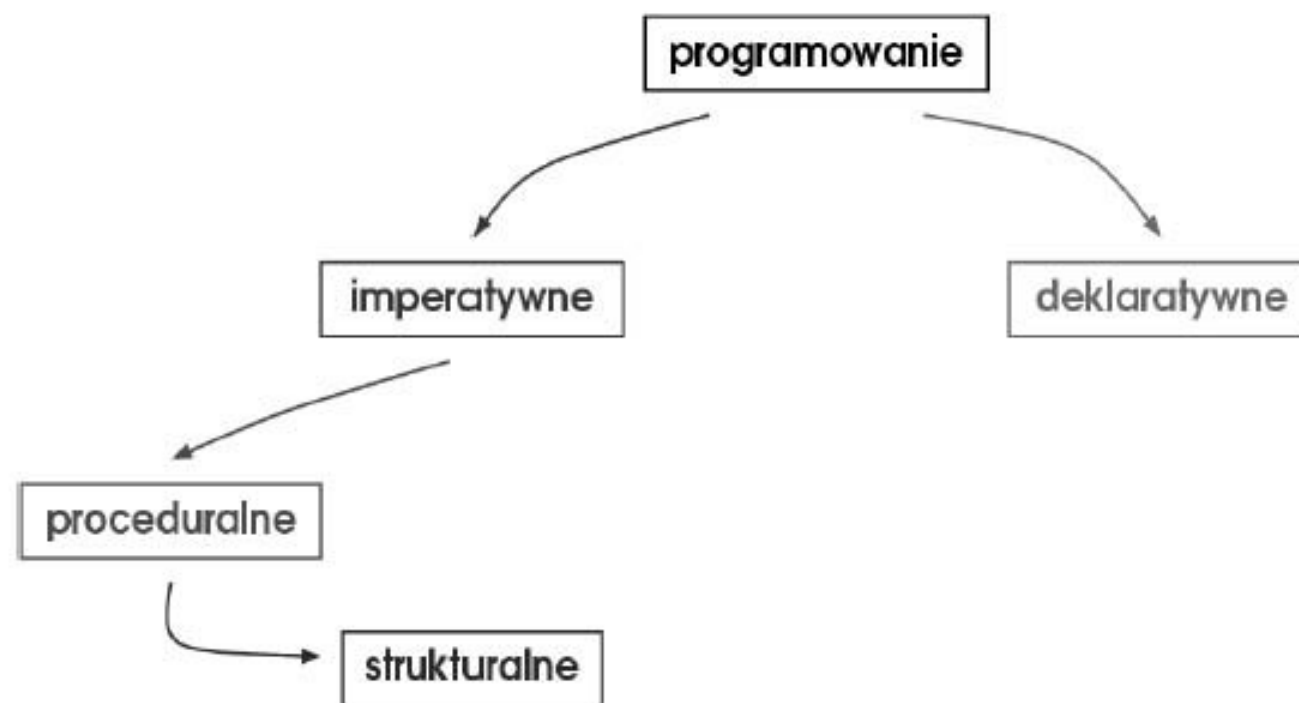 programowanie
imperatywne
deklaratywne
proceduralne
strukturalne